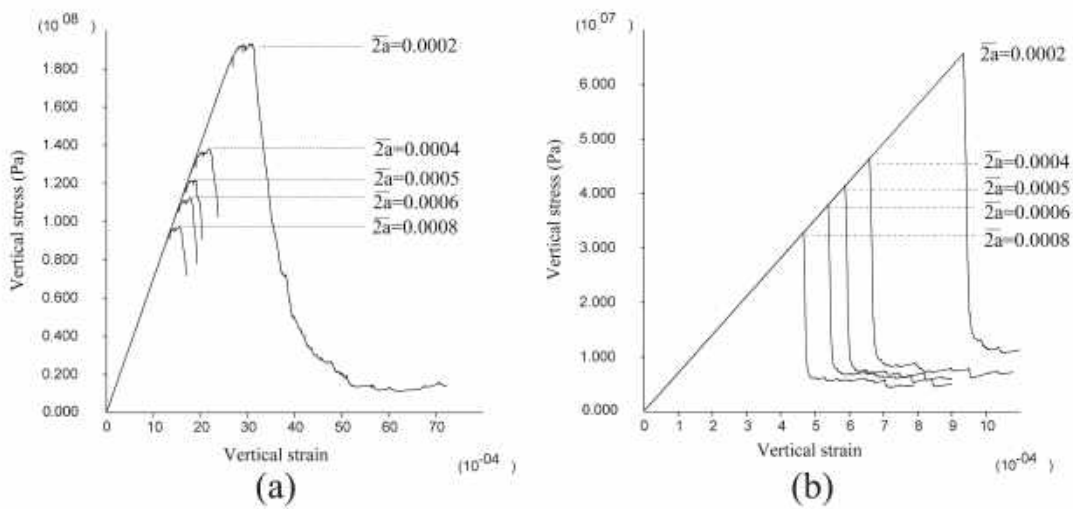 (10^08 )
1.800
1.600
1.400
1.200
1.000
0.800
0.600
0.400
0.200
0.000
10 20 30 40 50 60 70
Vertical stress (Pa)
Vertical strain
(10^-04 )
2a=0.0002
2a=0.0004
2a=0.0005
2a=0.0006
2a=0.0008
(a)
(10^07 )
6.000
5.000
4.000
3.000
2.000
1.000
0.000
0 1 2 3 4 5 6 7 8 9 10
Vertical stress (Pa)
Vertical strain
(10^-04 )
2a=0.0002
2a=0.0004
2a=0.0005
2a=0.0006
2a=0.0008
(b)